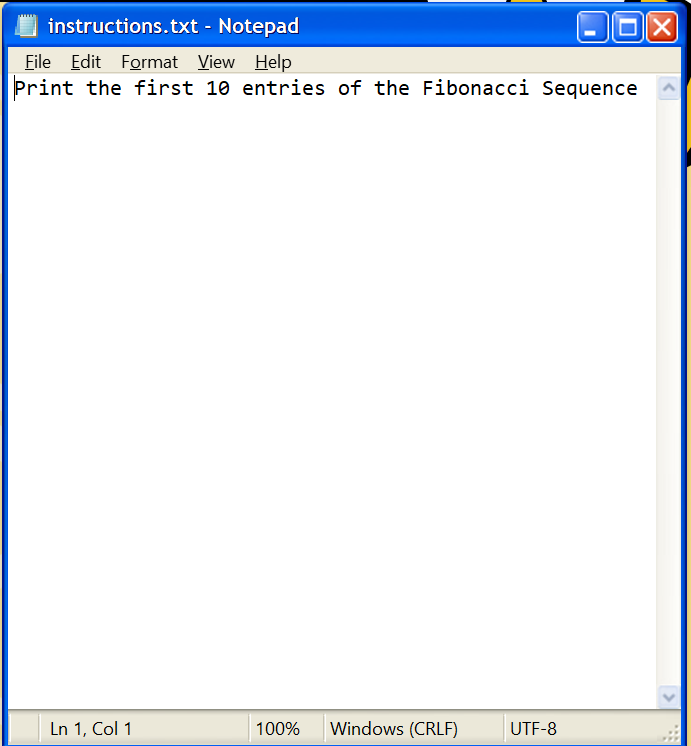 instructions.txt - Notepad
File Edit Format View Help
Print the first 10 entries of the Fibonacci Sequence
Ln 1, Col 1 100% Windows (CRLF) UTF-8